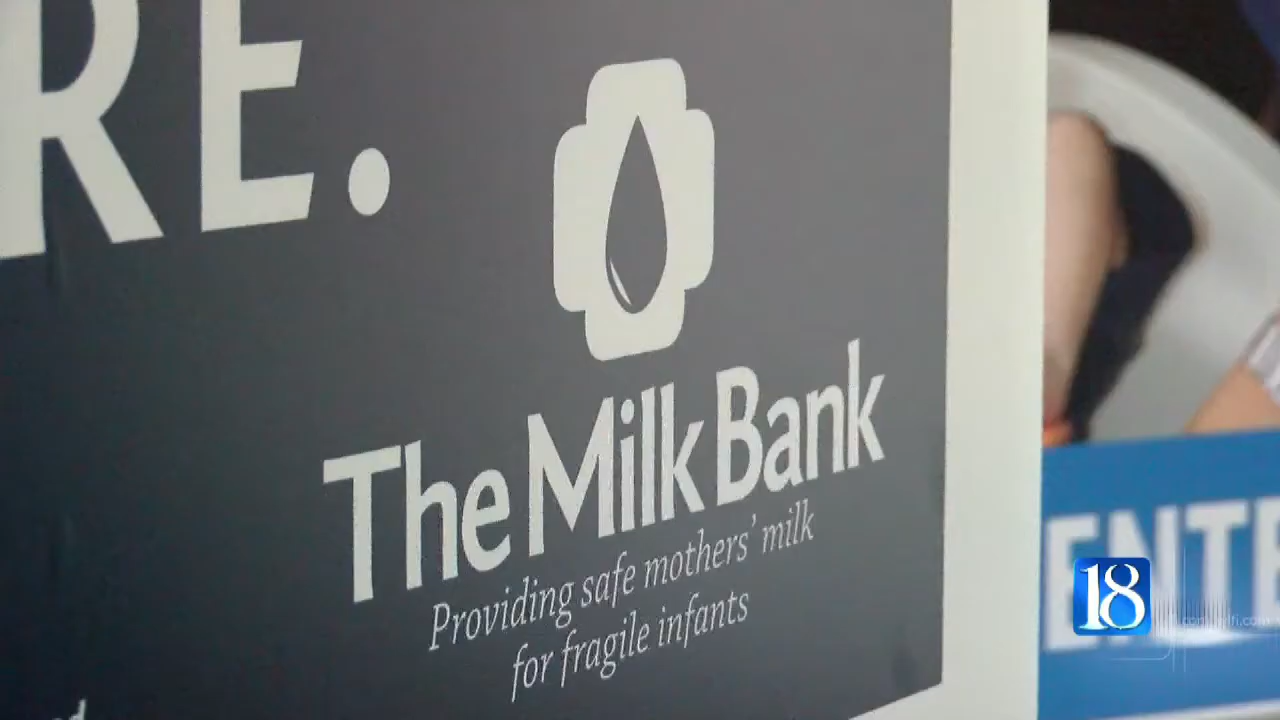 RE.
The Milk Bank
Providing safe mothers' milk
for fragile infants
ENTE
18